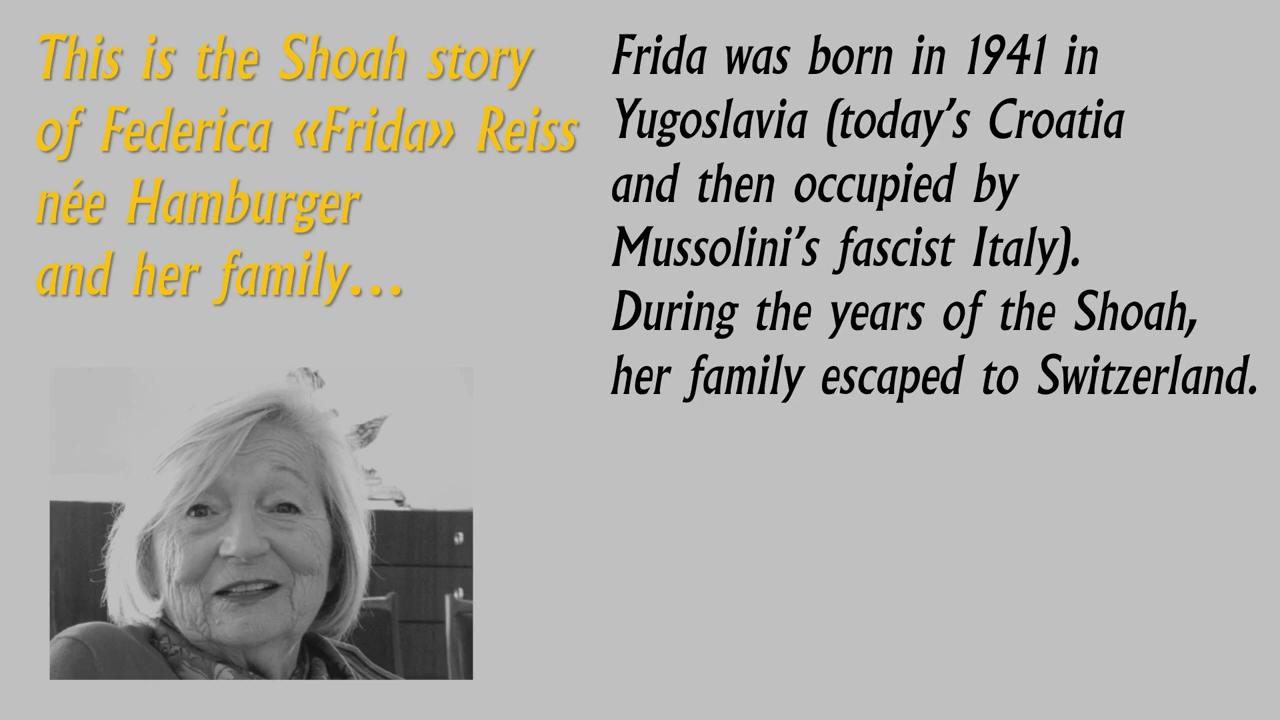 This is the Shoah story
of Federica «Frida» Reiss
née Hamburger
and her family...
Frida was born in 1941 in
Yugoslavia (today's Croatia
and then occupied by
Mussolini's fascist Italy).
During the years of the Shoah,
her family escaped to Switzerland.